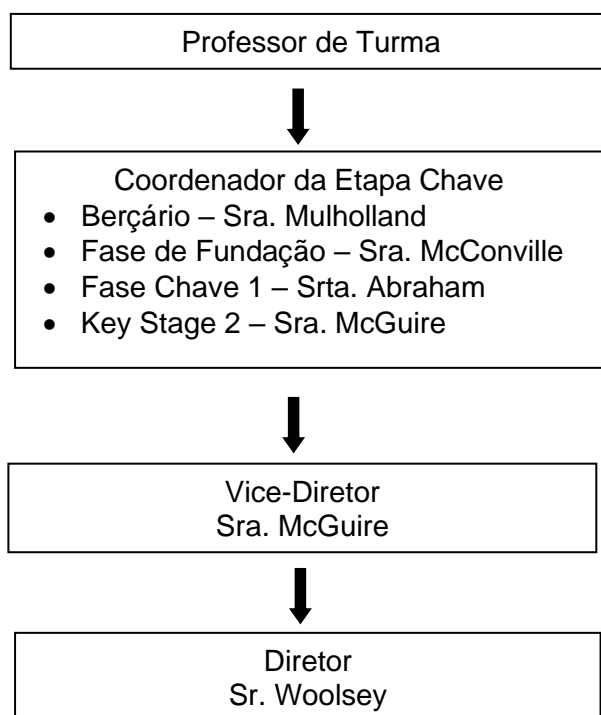 Professor de Turma
Coordenador da Etapa Chave
• Berçário – Sra. Mulholland
• Fase de Fundação – Sra. McConville
• Fase Chave 1 – Srta. Abraham
• Key Stage 2 – Sra. McGuire
Vice-Diretor
Sra. McGuire
Diretor
Sr. Woolsey